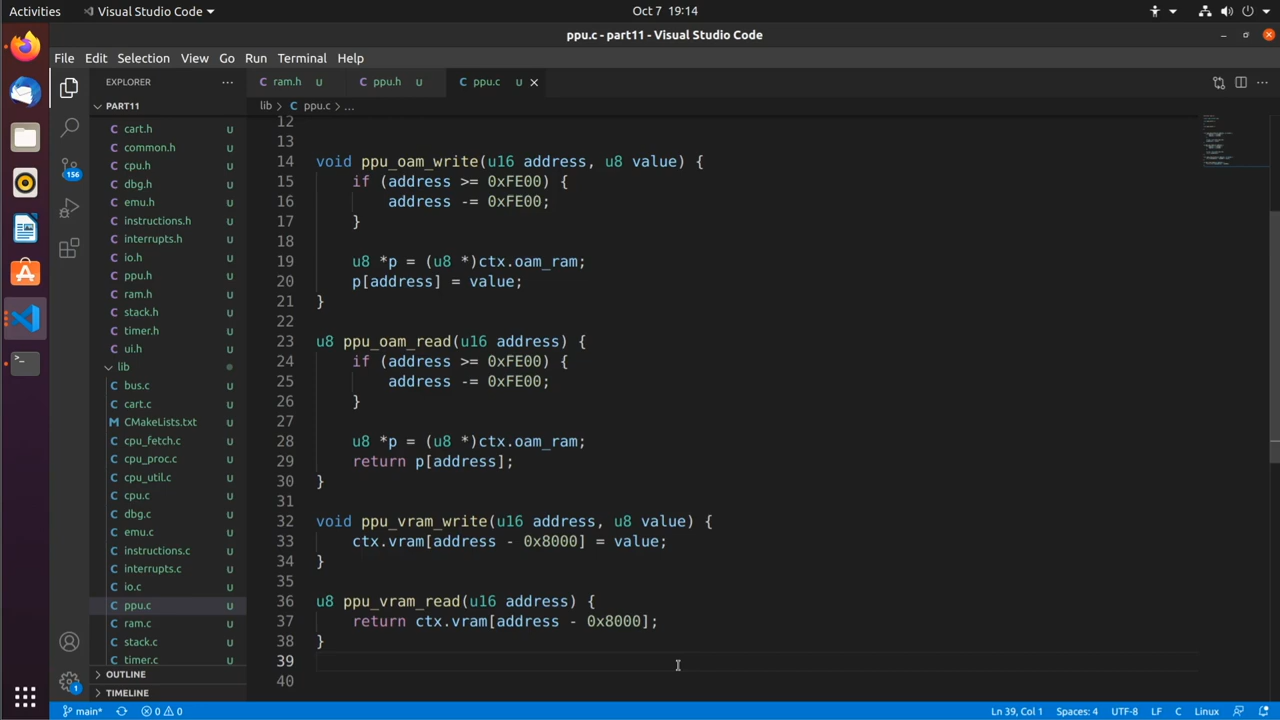 Activities
Visual Studio Code
Oct 7 19:14
ppu.c - part11 - Visual Studio Code
File Edit Selection View Go Run Terminal Help
EXPLORER
ram.h U
ppu.h U
ppu.c U
PART11
lib > ppu.c > ...
cart.h U
common.h U
cpu.h U
dbg.h U
emu.h U
instructions.h U
interrupts.h U
io.h U
ppu.h U
ram.h U
stack.h U
timer.h U
ui.h U
lib
bus.c U
cart.c U
CMakeLists.txt U
cpu_fetch.c U
cpu_proc.c U
cpu_util.c U
cpu.c U
dbg.c U
emu.c U
instructions.c U
interrupts.c U
io.c U
ppu.c U
ram.c U
stack.c U
timer.c U
OUTLINE
TIMELINE
156
1
12
13
14 void ppu_oam_write(u16 address, u8 value) {
15 if (address >= 0xFE00) {
16 address -= 0xFE00;
17 }
18
19 u8 *p = (u8 *)ctx.oam_ram;
20 p[address] = value;
21 }
22
23 u8 ppu_oam_read(u16 address) {
24 if (address >= 0xFE00) {
25 address -= 0xFE00;
26 }
27
28 u8 *p = (u8 *)ctx.oam_ram;
29 return p[address];
30 }
31
32 void ppu_vram_write(u16 address, u8 value) {
33 ctx.vram[address - 0x8000] = value;
34 }
35
36 u8 ppu_vram_read(u16 address) {
37 return ctx.vram[address - 0x8000];
38 }
39
40
main* 0 0 Ln 39, Col 1 Spaces: 4 UTF-8 LF C Linux